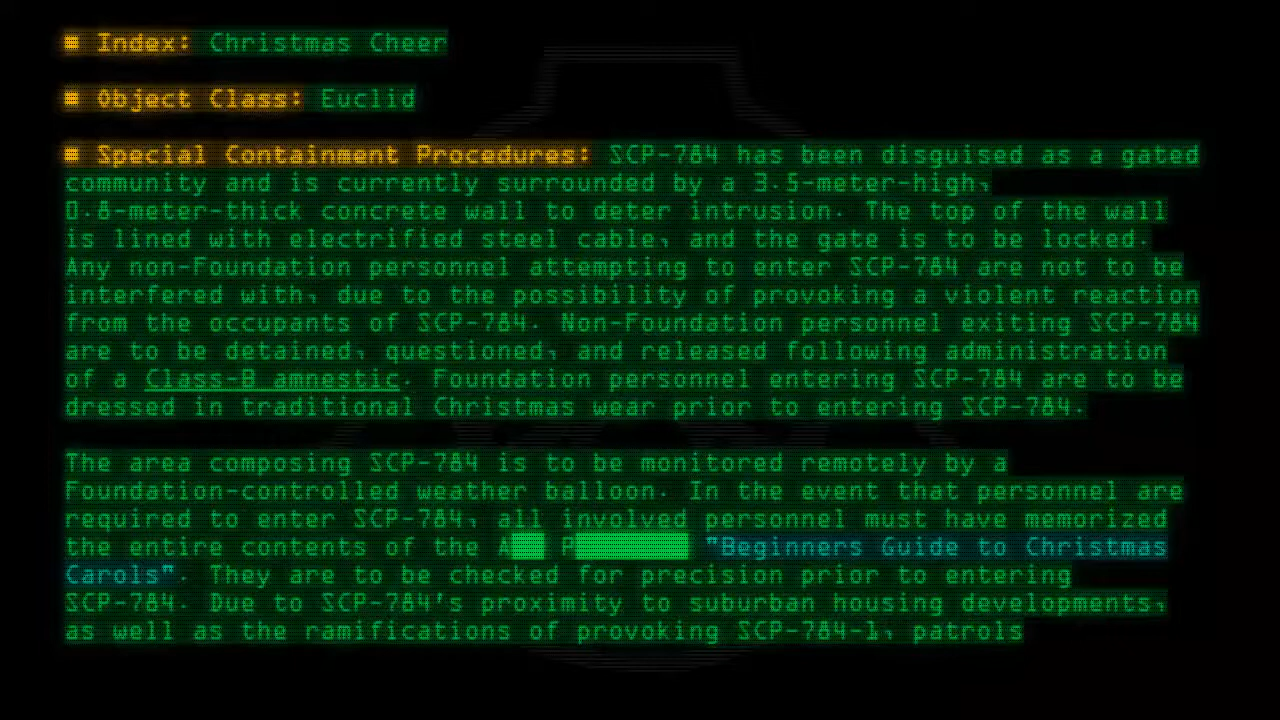 ■ Index: Christmas Cheer
■ Object Class: Euclid
■ Special Containment Procedures: SCP-784 has been disguised as a gated
community and is currently surrounded by a 3.5-meter-high,
0.8-meter-thick concrete wall to deter intrusion. The top of the wall
is lined with electrified steel cable, and the gate is to be locked.
Any non-Foundation personnel attempting to enter SCP-784 are not to be
interfered with, due to the possibility of provoking a violent reaction
from the occupants of SCP-784. Non-Foundation personnel exiting SCP-784
are to be detained, questioned, and released following administration
of a Class-B amnestic. Foundation personnel entering SCP-784 are to be
dressed in traditional Christmas wear prior to entering SCP-784.
The area composing SCP-784 is to be monitored remotely by a
Foundation-controlled weather balloon. In the event that personnel are
required to enter SCP-784, all involved personnel must have memorized
the entire contents of the A██ P███████ "Beginners Guide to Christmas
Carols". They are to be checked for precision prior to entering
SCP-784. Due to SCP-784's proximity to suburban housing developments,
as well as the ramifications of provoking SCP-784-1, patrols